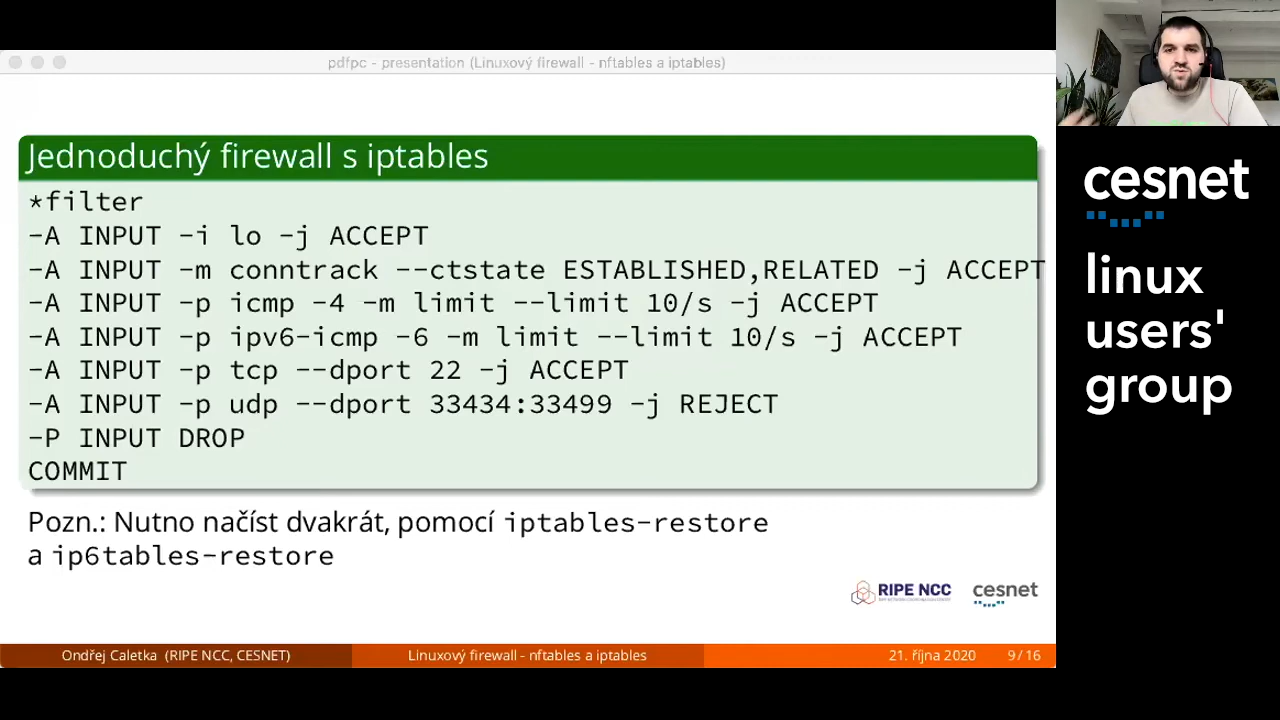 pdfpc - presentation (Linuxový firewall - nftables a iptables)
Jednoduchý firewall s iptables
*filter
-A INPUT -i lo -j ACCEPT
-A INPUT -m conntrack --ctstate ESTABLISHED,RELATED -j ACCEPT
-A INPUT -p icmp -4 -m limit --limit 10/s -j ACCEPT
-A INPUT -p ipv6-icmp -6 -m limit --limit 10/s -j ACCEPT
-A INPUT -p tcp --dport 22 -j ACCEPT
-A INPUT -p udp --dport 33434:33499 -j REJECT
-P INPUT DROP
COMMIT
Pozn.: Nutno načíst dvakrát, pomocí iptables-restore
a ip6tables-restore
RIPE NCC
cesnet
Ondřej Caletka (RIPE NCC, CESNET)
Linuxový firewall - nftables a iptables
21. října 2020
9 / 16
cesnet
linux
users'
group